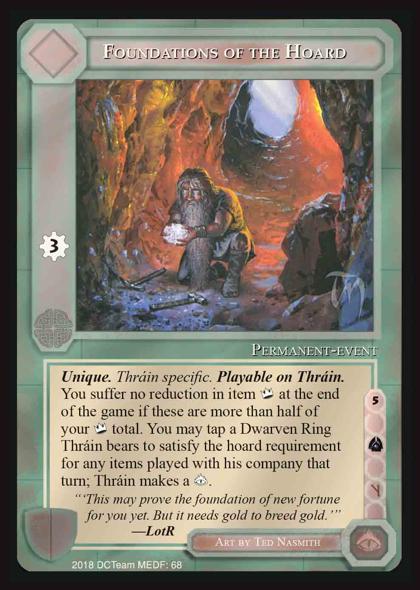 Foundations of the Hoard
3
Permanent-event
Unique. Thráin specific. Playable on Thráin.
You suffer no reduction in item at the end
of the game if these are more than half of
your total. You may tap a Dwarven Ring
Thráin bears to satisfy the hoard requirement
for any items played with his company that
turn; Thráin makes a .
“‘This may prove the foundation of new fortune
for you yet. But it needs gold to breed gold.’”
—LotR
5
Art by Ted Nasmith
2018 DCTeam MEDF: 68